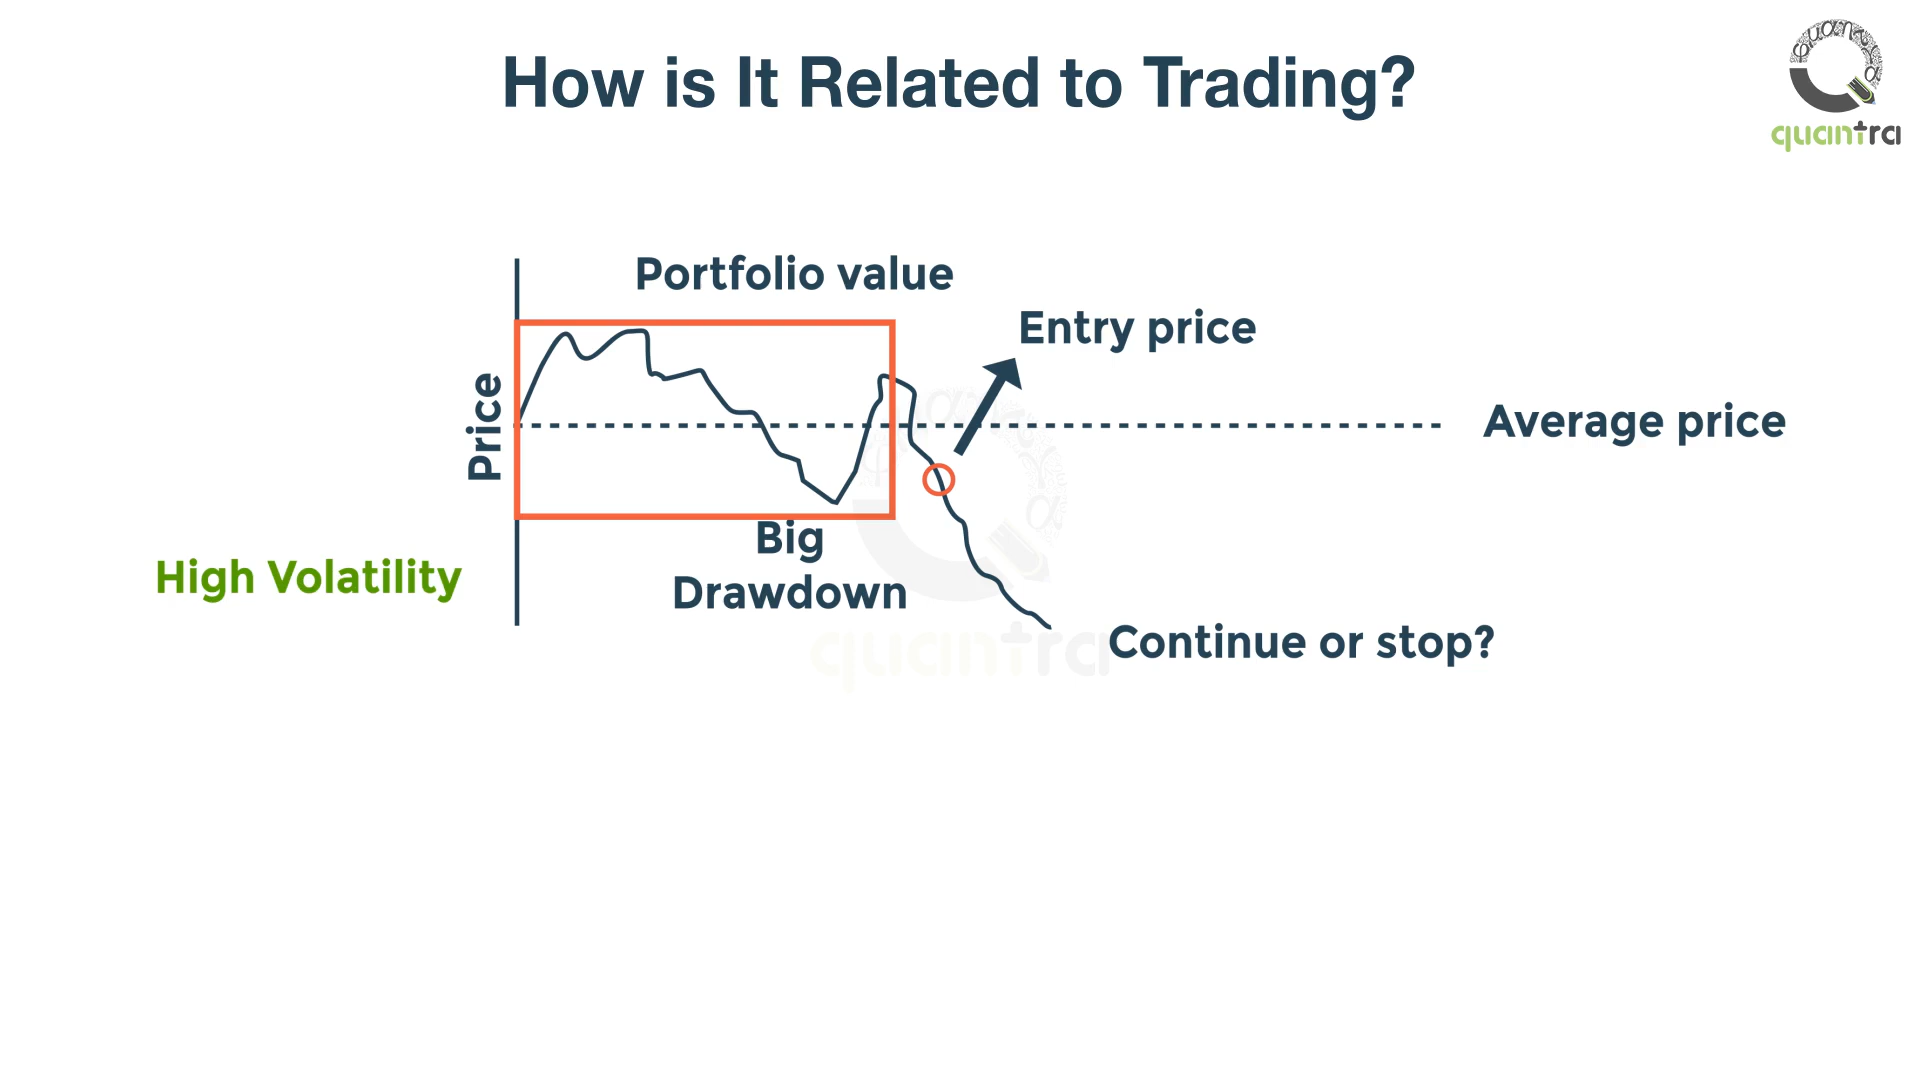 How is It Related to Trading?
quantra
Portfolio value
Entry price
Price
Average price
Big
Drawdown
High Volatility
Continue or stop?
quantra